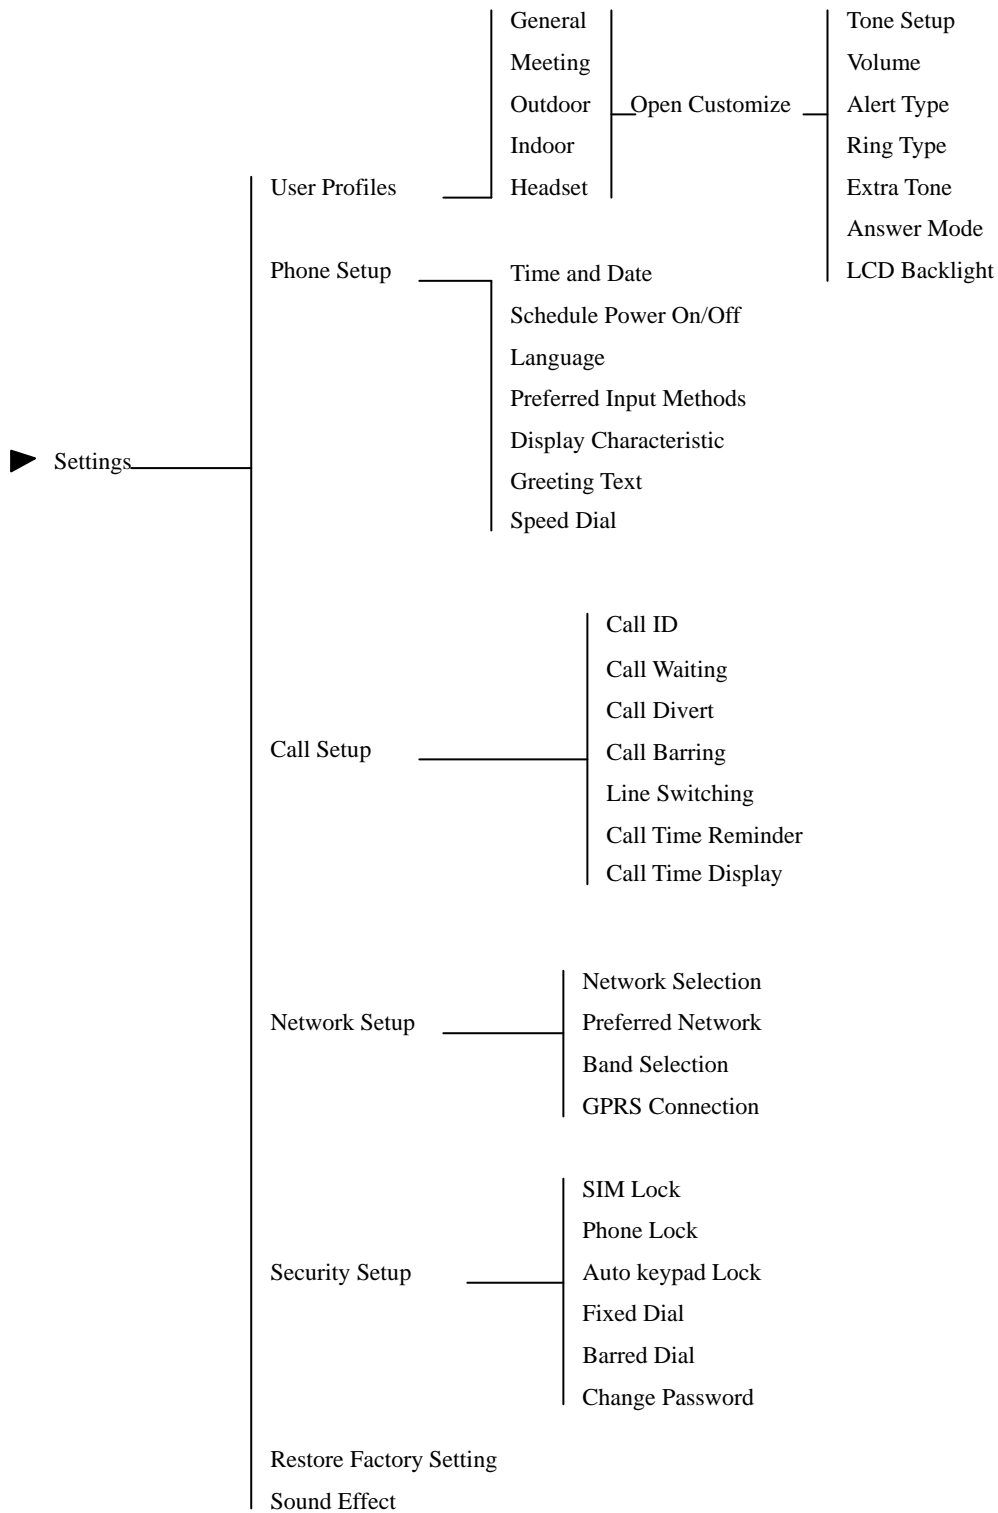 Settings
User Profiles
General
Meeting
Outdoor
Indoor
Headset
Open Customize
Tone Setup
Volume
Alert Type
Ring Type
Extra Tone
Answer Mode
LCD Backlight
Phone Setup
Time and Date
Schedule Power On/Off
Language
Preferred Input Methods
Display Characteristic
Greeting Text
Speed Dial
Call Setup
Call ID
Call Waiting
Call Divert
Call Barring
Line Switching
Call Time Reminder
Call Time Display
Network Setup
Network Selection
Preferred Network
Band Selection
GPRS Connection
Security Setup
SIM Lock
Phone Lock
Auto keypad Lock
Fixed Dial
Barred Dial
Change Password
Restore Factory Setting
Sound Effect